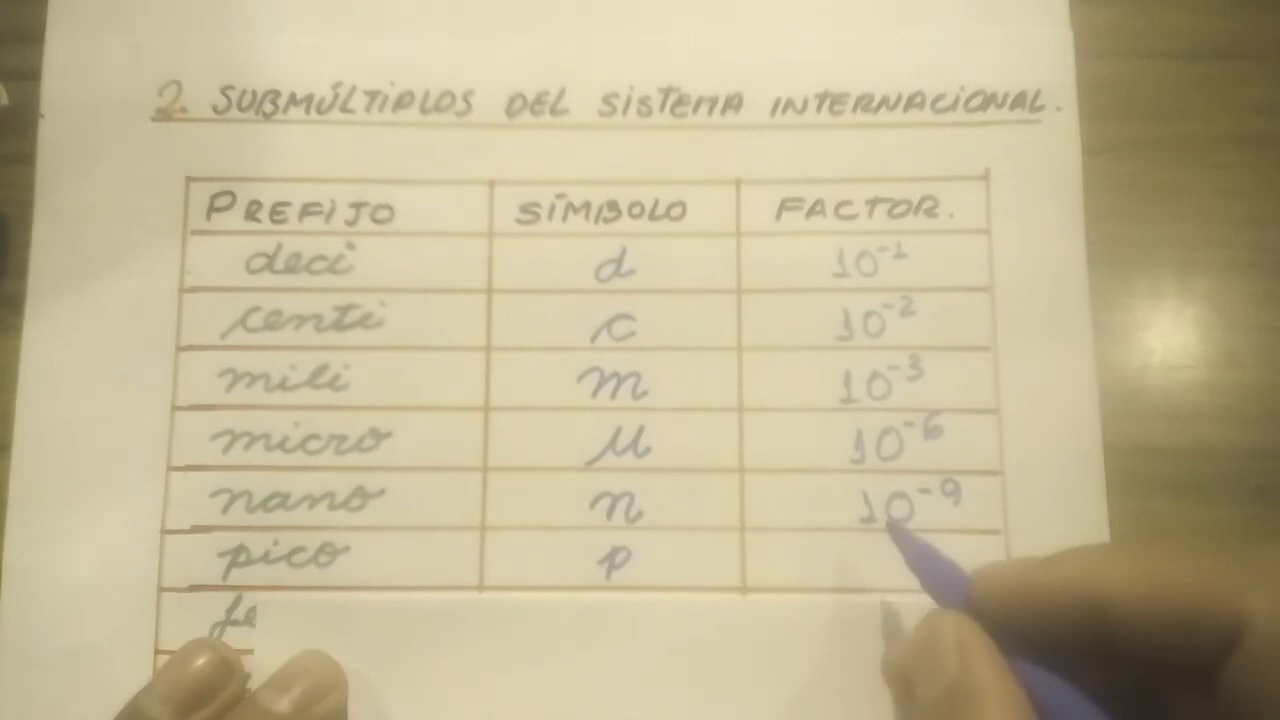 2. SUBMÚLTIPLOS DEL SISTEMA INTERNACIONAL.
PREFIJO SÍMBOLO FACTOR.
deci d 10⁻¹
centi c 10⁻²
mili m 10⁻³
micro μ 10⁻⁶
nano n 10⁻⁹
pico p
fe